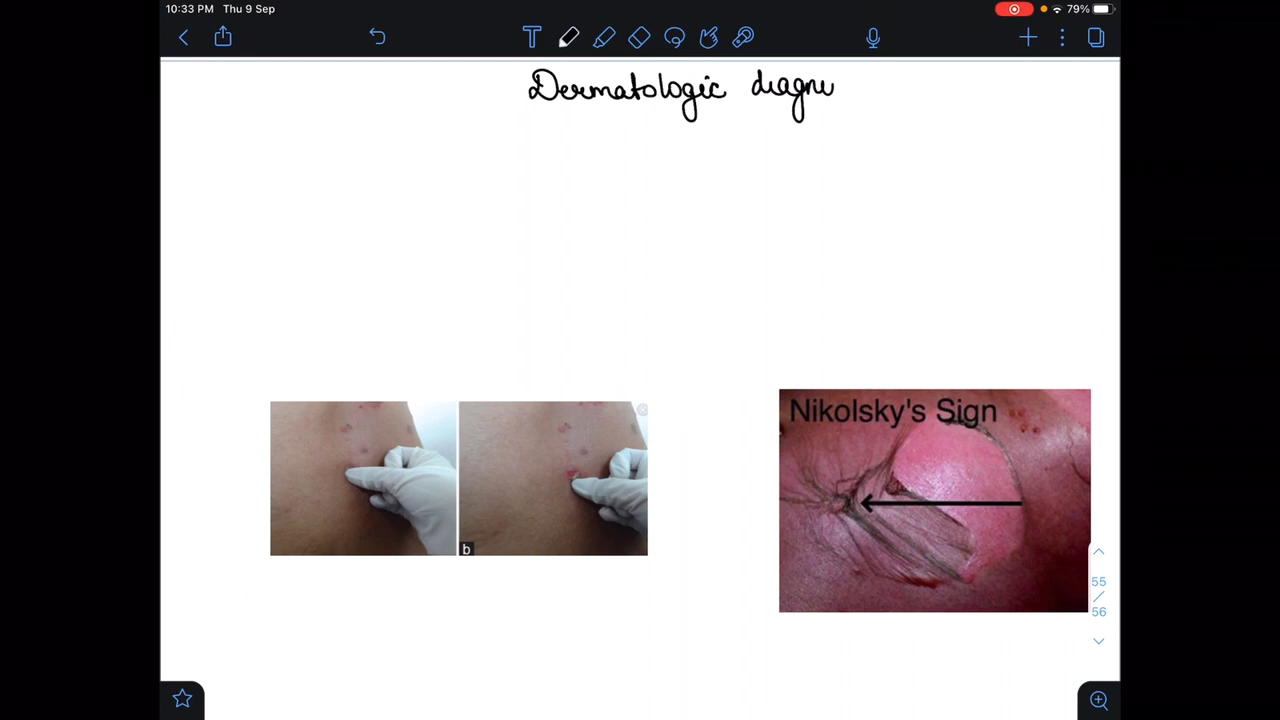 10:33 PM Thu 9 Sep
79%
T
Dermatologic diagn
Nikolsky's Sign
b
55
56